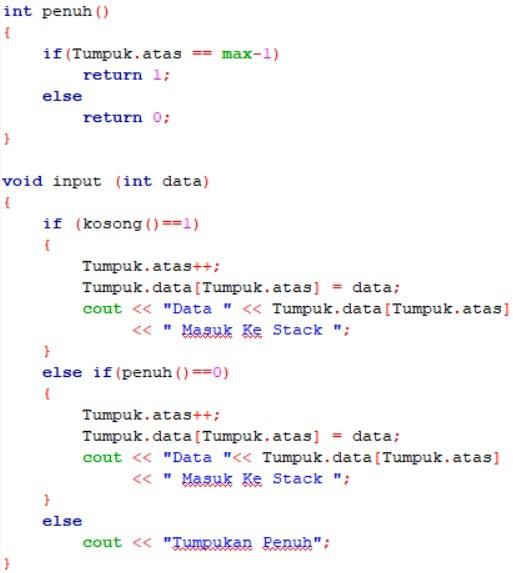 int penuh()
{
    if(Tumpuk.atas == max-1)
        return 1;
    else
        return 0;
}

void input (int data)
{
    if (kosong()==1)
    {
        Tumpuk.atas++;
        Tumpuk.data[Tumpuk.atas] = data;
        cout << "Data " << Tumpuk.data[Tumpuk.atas]
             << " Masuk Ke Stack ";
    }
    else if(penuh()==0)
    {
        Tumpuk.atas++;
        Tumpuk.data[Tumpuk.atas] = data;
        cout << "Data "<< Tumpuk.data[Tumpuk.atas]
             << " Masuk Ke Stack ";
    }
    else
        cout << "Tumpukan Penuh";
}